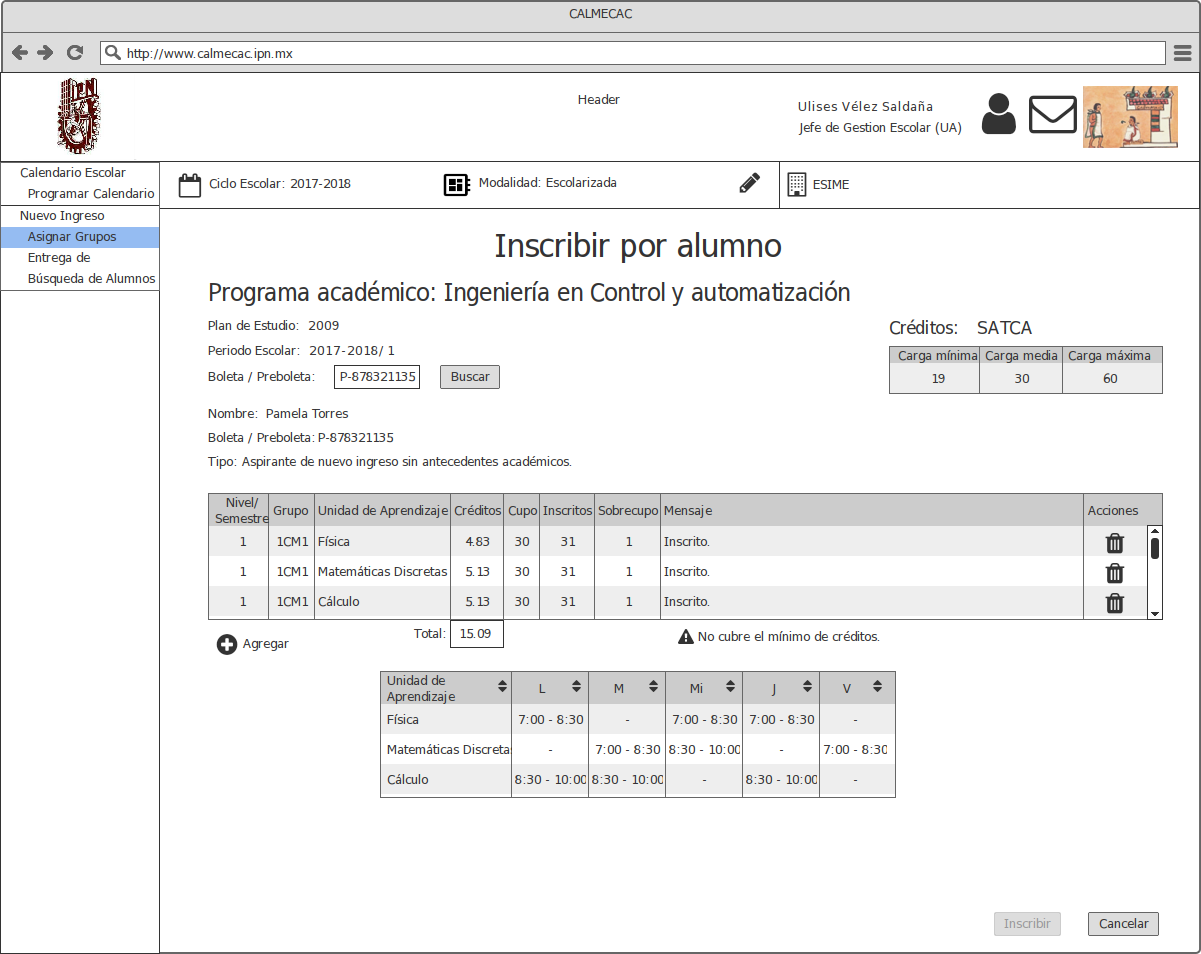 CALMECAC
http://www.calmecac.ipn.mx
IPN
Header
Ulises Vélez Saldaña
Jefe de Gestion Escolar (UA)
Calendario Escolar
Programar Calendario
Nuevo Ingreso
Asignar Grupos
Entrega de
Búsqueda de Alumnos
Ciclo Escolar: 2017-2018
Modalidad: Escolarizada
ESIME
Inscribir por alumno
Programa académico: Ingeniería en Control y automatización
Plan de Estudio: 2009
Periodo Escolar: 2017-2018/ 1
Boleta / Preboleta: P-878321135 Buscar
Créditos: SATCA
Carga mínima Carga media Carga máxima
19 30 60
Nombre: Pamela Torres
Boleta / Preboleta: P-878321135
Tipo: Aspirante de nuevo ingreso sin antecedentes académicos.
Nivel/
Semestre Grupo Unidad de Aprendizaje Créditos Cupo Inscritos Sobrecupo Mensaje Acciones
1 1CM1 Física 4.83 30 31 1 Inscrito.
1 1CM1 Matemáticas Discretas 5.13 30 31 1 Inscrito.
1 1CM1 Cálculo 5.13 30 31 1 Inscrito.
Agregar
Total: 15.09
No cubre el mínimo de créditos.
Unidad de
Aprendizaje L M Mi J V
Física 7:00 - 8:30 - 7:00 - 8:30 7:00 - 8:30 -
Matemáticas Discretas - 7:00 - 8:30 8:30 - 10:00 - 7:00 - 8:30
Cálculo 8:30 - 10:00 8:30 - 10:00 - 8:30 - 10:00 -
Inscribir
Cancelar